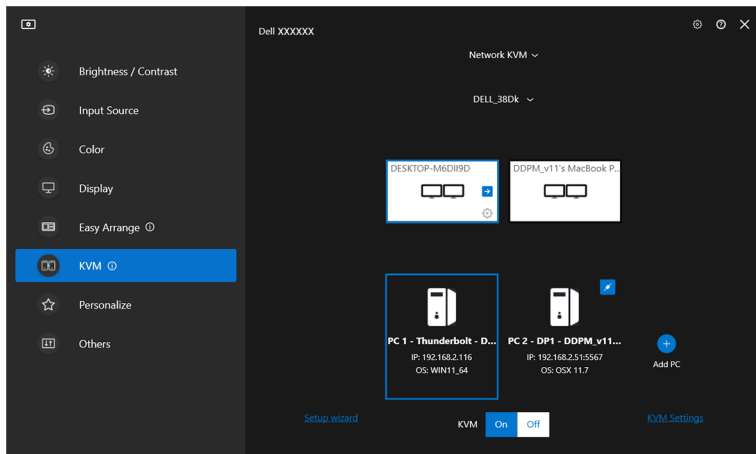 Dell XXXXXX
Brightness / Contrast
Input Source
Color
Display
Easy Arrange
KVM
Personalize
Others
Network KVM
DELL_38Dk
DESKTOP-M6DII9D
DDPM_v11's MacBook P...
PC 1 - Thunderbolt - D...
IP: 192.168.2.116
OS: WIN11_64
PC 2 - DP1 - DDPM_v11...
IP: 192.168.2.51:5567
OS: OSX 11.7
Add PC
Setup wizard
KVM On Off
KVM Settings